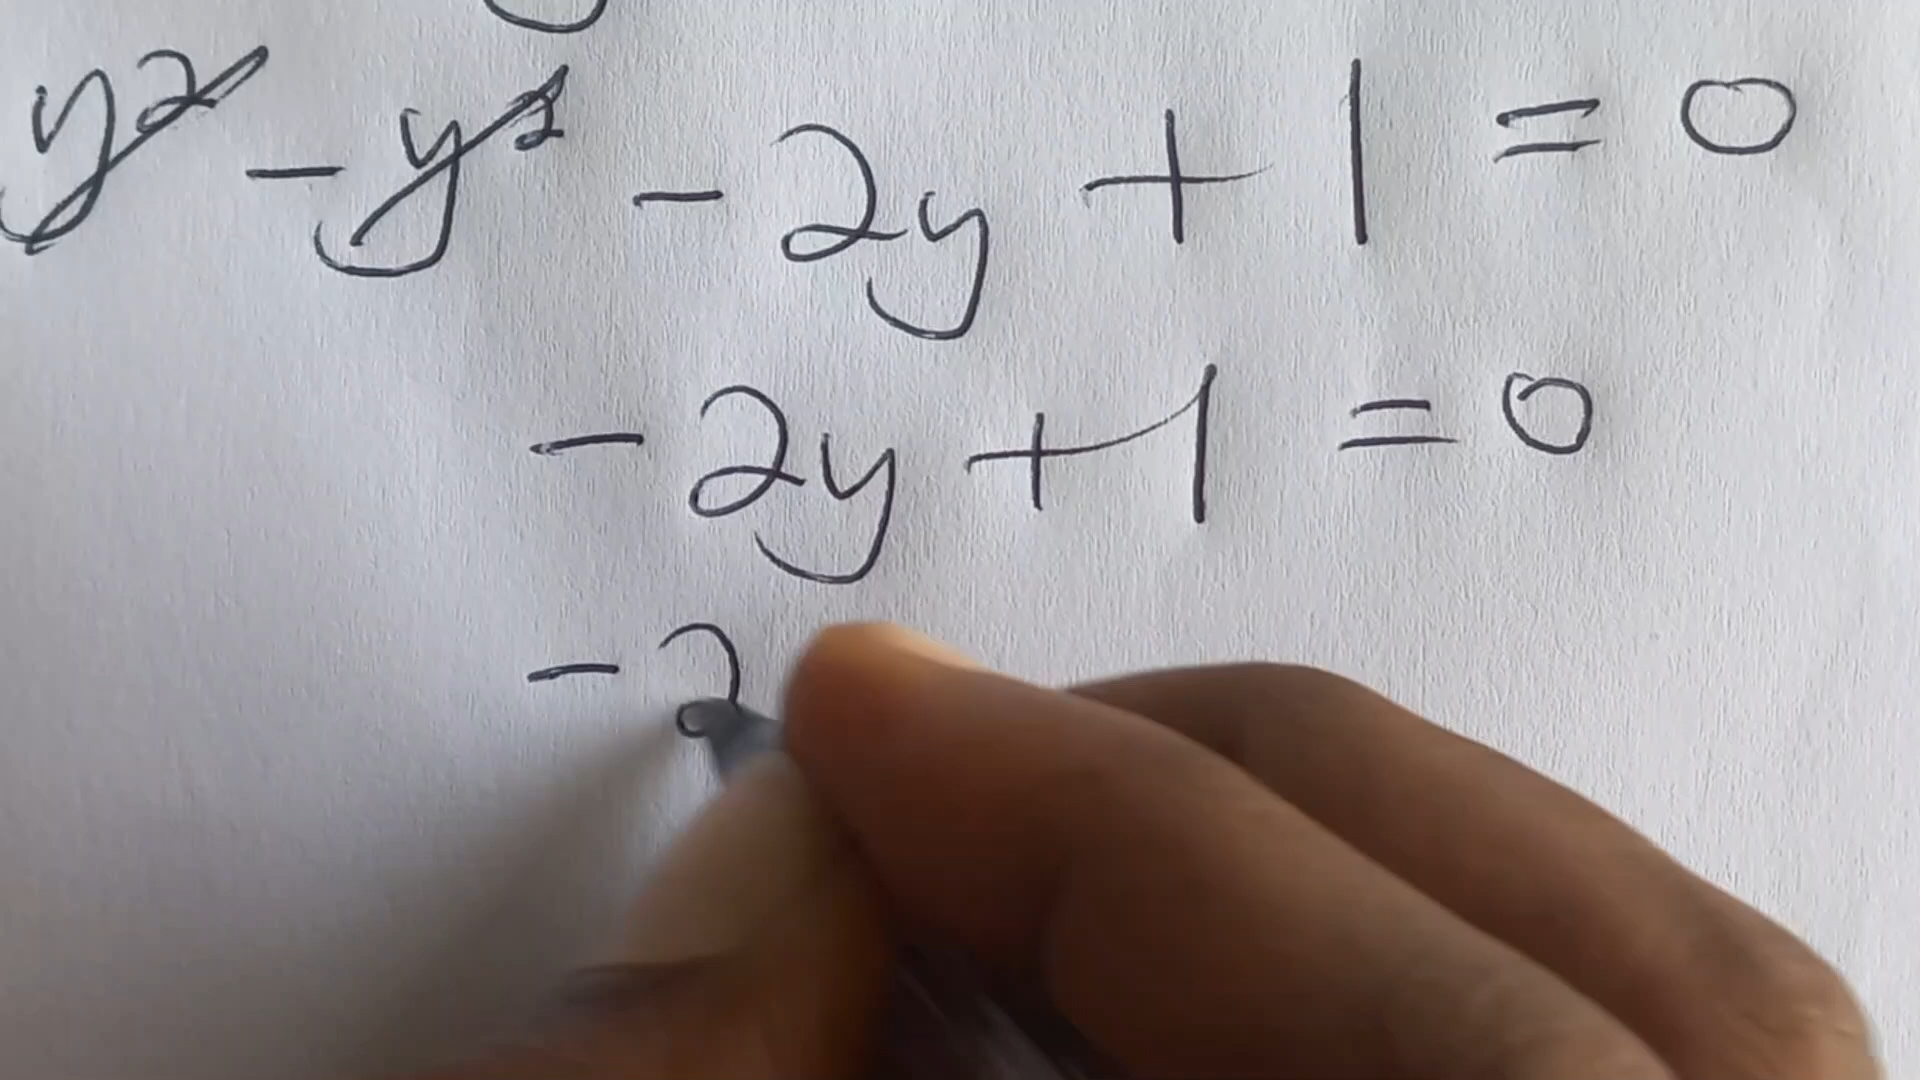 y² - y² - 2y + 1 = 0
- 2y + 1 = 0
- 2